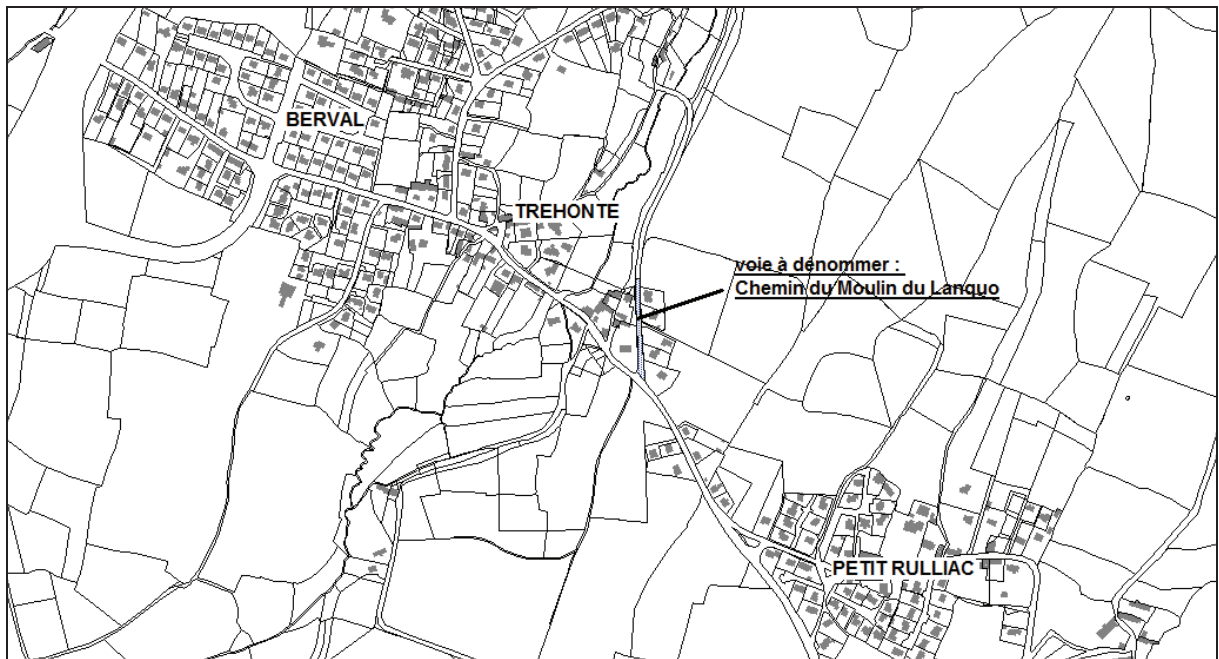 BERVAL
TREHONTE
voie à dénommer :
Chemin du Moulin du Lanquo
PETIT RULLIAC